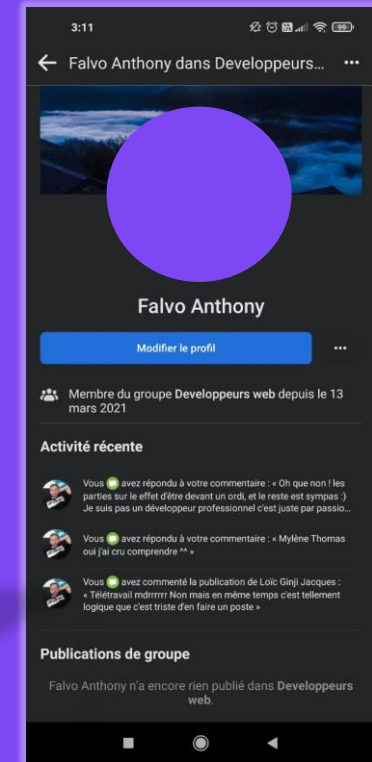 3:11
99
Falvo Anthony dans Developpeurs...
Falvo Anthony
Modifier le profil
Membre du groupe Developpeurs web depuis le 13
mars 2021
Activité récente
Vous avez répondu à votre commentaire : « Oh que non ! les
parties sur le effet d'être devant un ordi, et le reste est sympas :)
Je suis pas un développeur professionnel c'est juste par passio...
Vous avez répondu à votre commentaire : « Mylène Thomas
oui j'ai cru comprendre ^^ »
Vous avez commenté la publication de Loïc Ginji Jacques :
« Télétravail mdrrrrr Non mais en même temps c'est tellement
logique que c'est triste d'en faire un poste »
Publications de groupe
Falvo Anthony n'a encore rien publié dans Developpeurs
web.